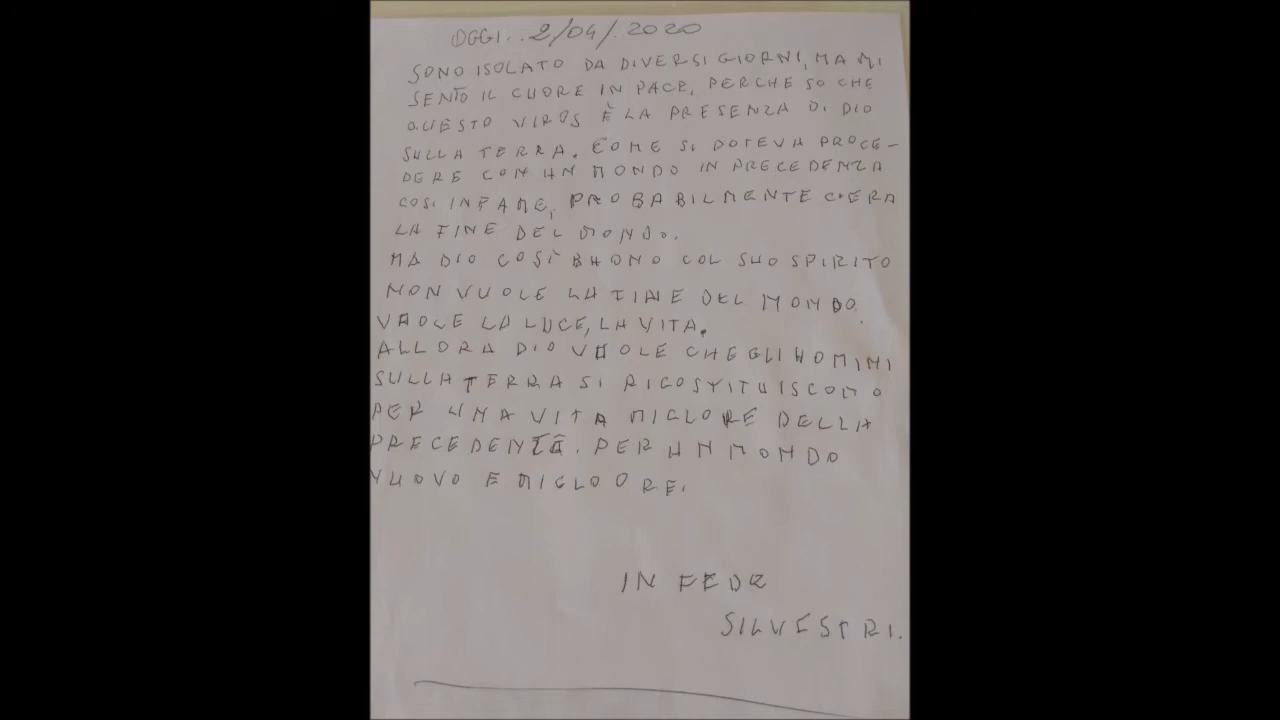 OGGI.. 2/04/.2020
SONO ISOLATO DA DIVERSI GIORNI, MA MI
SENTO IL CUORE IN PACE, PERCHE SO CHE
QUESTO VIRUS È LA PRESENZA DI DIO
SULLA TERRA. COME SI POTEVA PROCE-
DERE CON UN MONDO IN PRECEDENZA
COSI INFAME, PROBABILMENTE C'ERA
LA FINE DEL MONDO.
MA DIO COSÌ BUONO COL SUO SPIRITO
NON VUOLE LA FINE DEL MONDO.
VUOLE LA LUCE, LA VITA.
ALLORA DIO VUOLE CHE GLI UOMINI
SULLA TERRA SI RICOSTITUISCONO
PER UNA VITA MIGLORE DELLA
PRECEDENTE. PER UN MONDO
NUOVO E MIGLOORE.
IN FEDE
SILVESTRI.